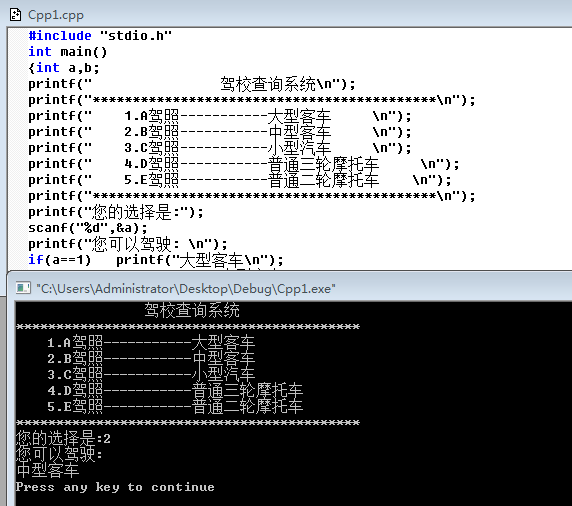 Cpp1.cpp
#include "stdio.h"
int main()
{int a,b;
printf("                驾校查询系统\n");
printf("*******************************************\n");
printf("    1.A驾照-----------大型客车     \n");
printf("    2.B驾照-----------中型客车     \n");
printf("    3.C驾照-----------小型汽车     \n");
printf("    4.D驾照-----------普通三轮摩托车     \n");
printf("    5.E驾照-----------普通二轮摩托车    \n");
printf("*******************************************\n");
printf("您的选择是:");
scanf("%d",&a);
printf("您可以驾驶: \n");
if(a==1)   printf("大型客车\n");
"C:\Users\Administrator\Desktop\Debug\Cpp1.exe"
                驾校查询系统
*******************************************
    1.A驾照-----------大型客车
    2.B驾照-----------中型客车
    3.C驾照-----------小型汽车
    4.D驾照-----------普通三轮摩托车
    5.E驾照-----------普通二轮摩托车
*******************************************
您的选择是:2
您可以驾驶:
中型客车
Press any key to continue